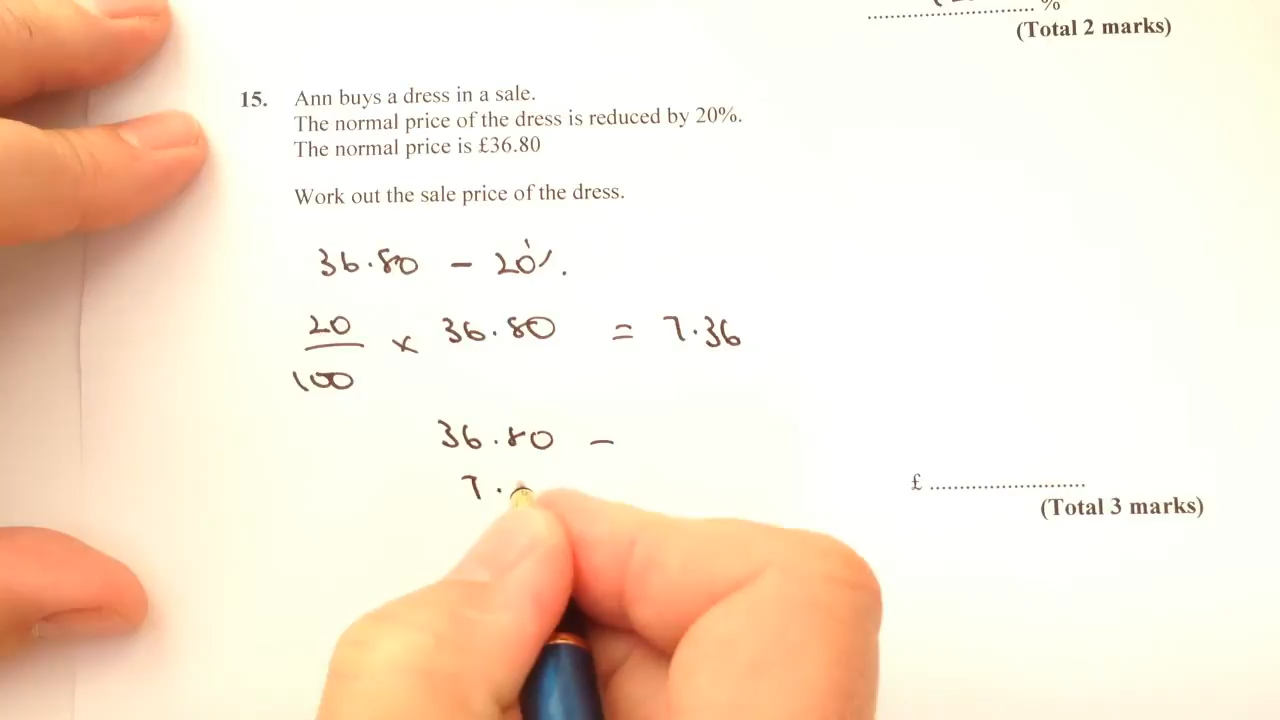 ............................... %
(Total 2 marks)
15. Ann buys a dress in a sale.
The normal price of the dress is reduced by 20%.
The normal price is £36.80
Work out the sale price of the dress.
36.80 - 20%.
20
100 × 36.80 = 7.36
36.80 -
7.
£ ............................
(Total 3 marks)